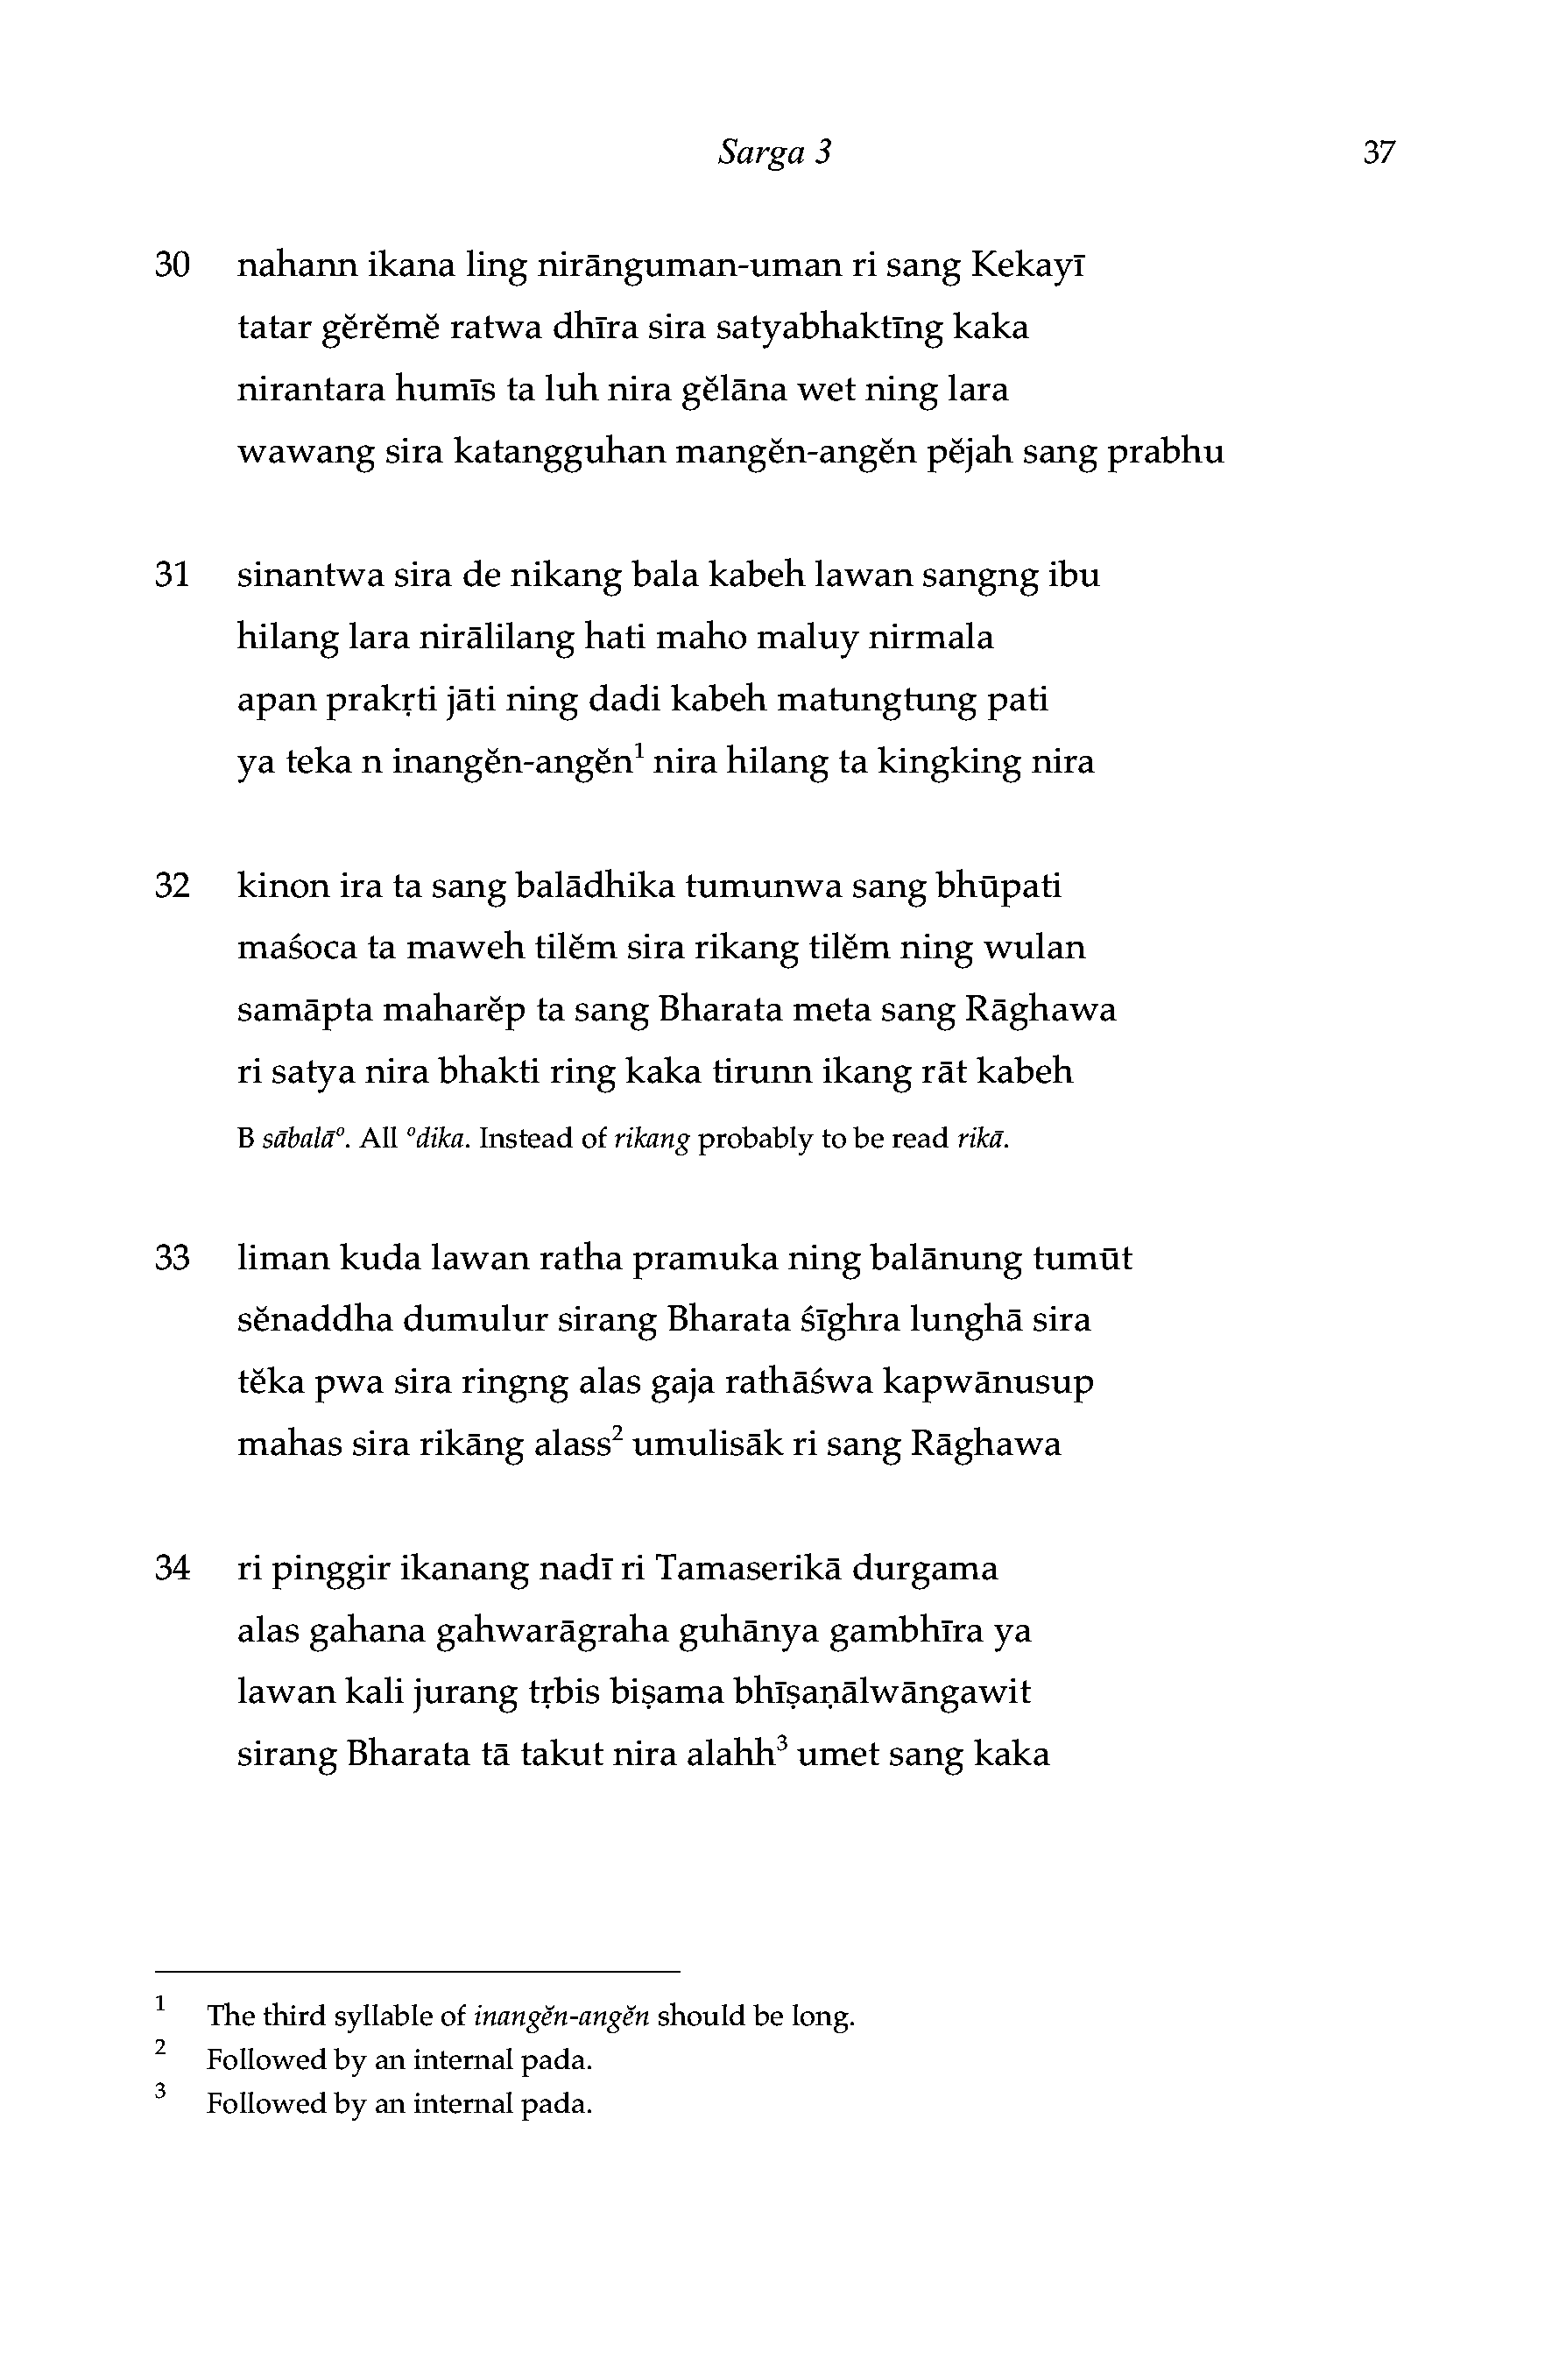 Sarga 3 37
30 nahann ikana ling nirānguman-uman ri sang Kekayī
tatar gĕrĕmĕ ratwa dhīra sira satyabhaktīng kaka
nirantara humīs ta luh nira gĕlāna wet ning lara
wawang sira katangguhan mangĕn-angĕn pĕjah sang prabhu
31 sinantwa sira de nikang bala kabeh lawan sangng ibu
hilang lara nirālilang hati maho maluy nirmala
apan prakṛti jāti ning dadi kabeh matungtung pati
ya teka n inangĕn-angĕn¹ nira hilang ta kingking nira
32 kinon ira ta sang balādhika tumunwa sang bhūpati
maśoca ta maweh tilĕm sira rikang tilĕm ning wulan
samāpta maharĕp ta sang Bharata meta sang Rāghawa
ri satya nira bhakti ring kaka tirunn ikang rāt kabeh
B sābalā°. All °dika. Instead of rikang probably to be read rikā.
33 liman kuda lawan ratha pramuka ning balānung tumūt
sĕnaddha dumulur sirang Bharata śīghra lunghā sira
tĕka pwa sira ringng alas gaja rathāśwa kapwānusup
mahas sira rikāng alass² umulisāk ri sang Rāghawa
34 ri pinggir ikanang nadī ri Tamaserikā durgama
alas gahana gahwarāgraha guhānya gambhīra ya
lawan kali jurang tṛbis biṣama bhīṣaṇālwāngawit
sirang Bharata tā takut nira alahh³ umet sang kaka
1 The third syllable of inangĕn-angĕn should be long.
2 Followed by an internal pada.
3 Followed by an internal pada.